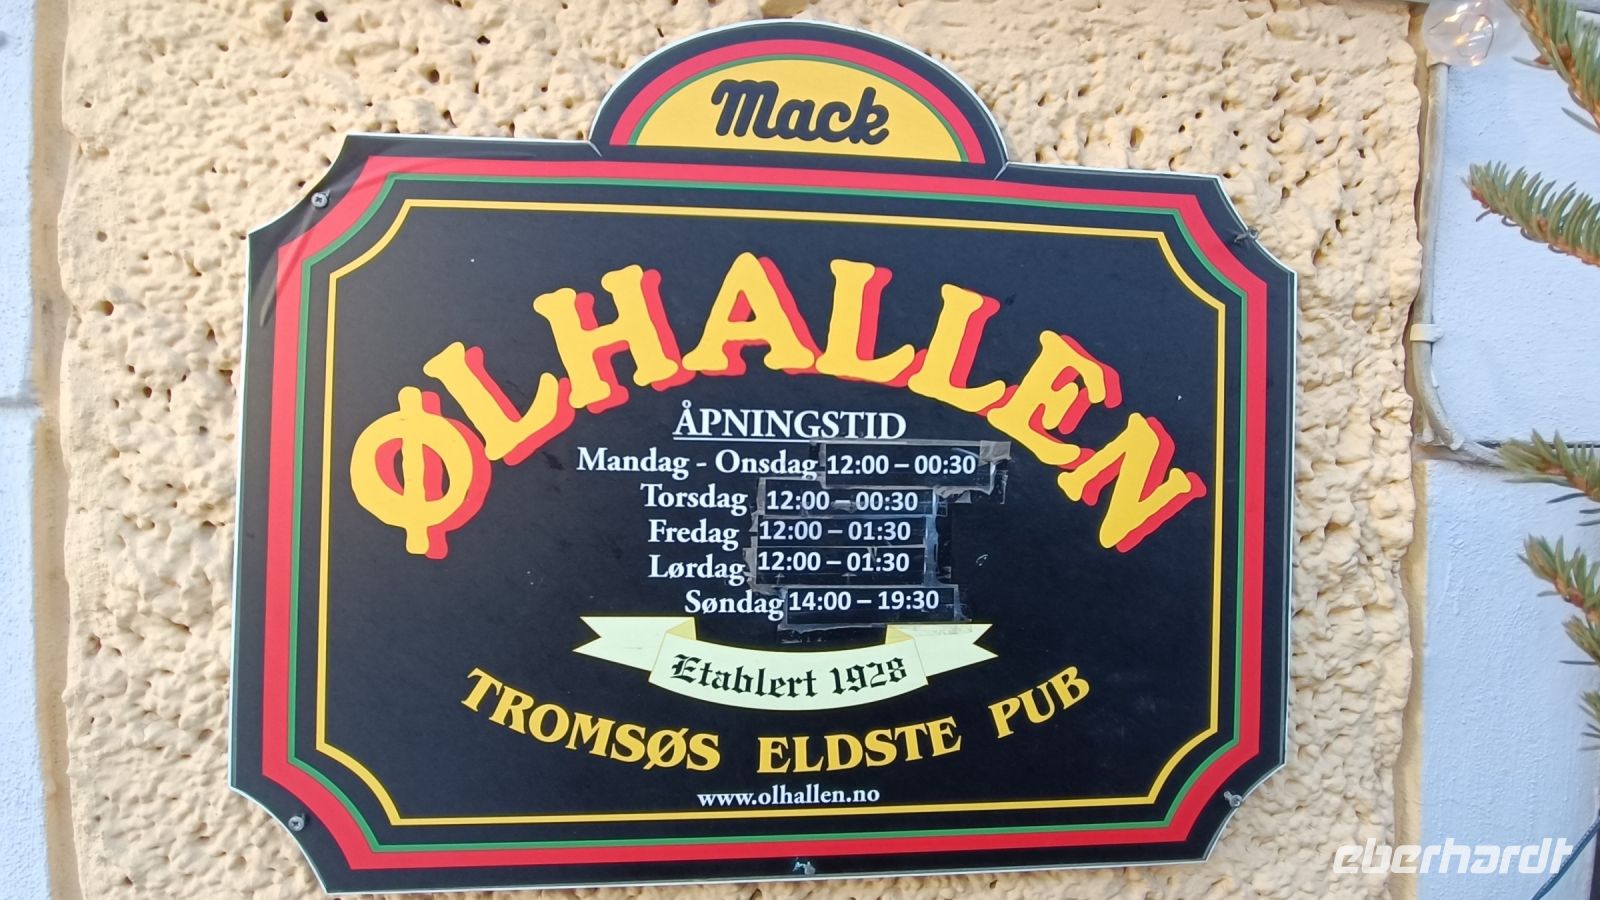 Mack
ØLHALLEN
ÅPNINGSTID
Mandag - Onsdag 12:00 – 00:30
Torsdag 12:00 – 00:30
Fredag 12:00 – 01:30
Lørdag 12:00 – 01:30
Søndag 14:00 – 19:30
Etablert 1928
TROMSØS ELDSTE PUB
www.olhallen.no
eberhardt